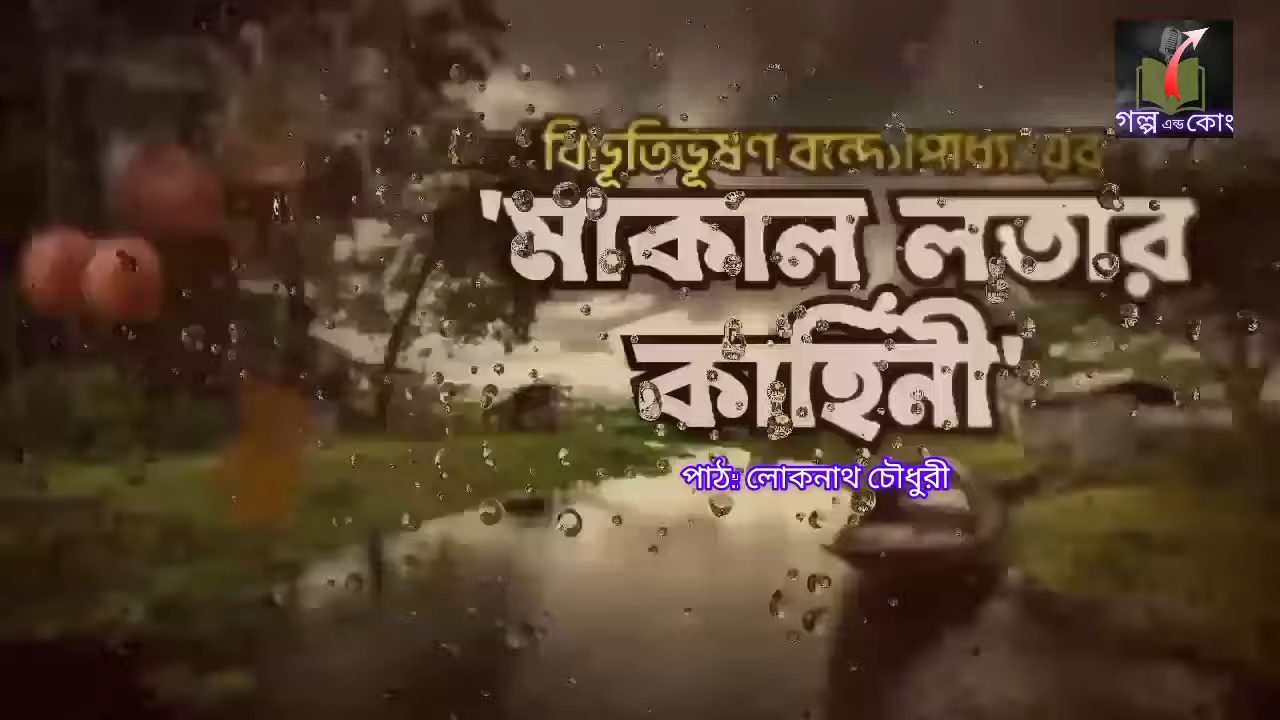 গল্প এন্ড কোং
বিভূতিভূষণ বন্দ্যোপাধ্যায়ের
'মাকাল লতার
কাহিনী'
পাঠ: লোকনাথ চৌধুরী